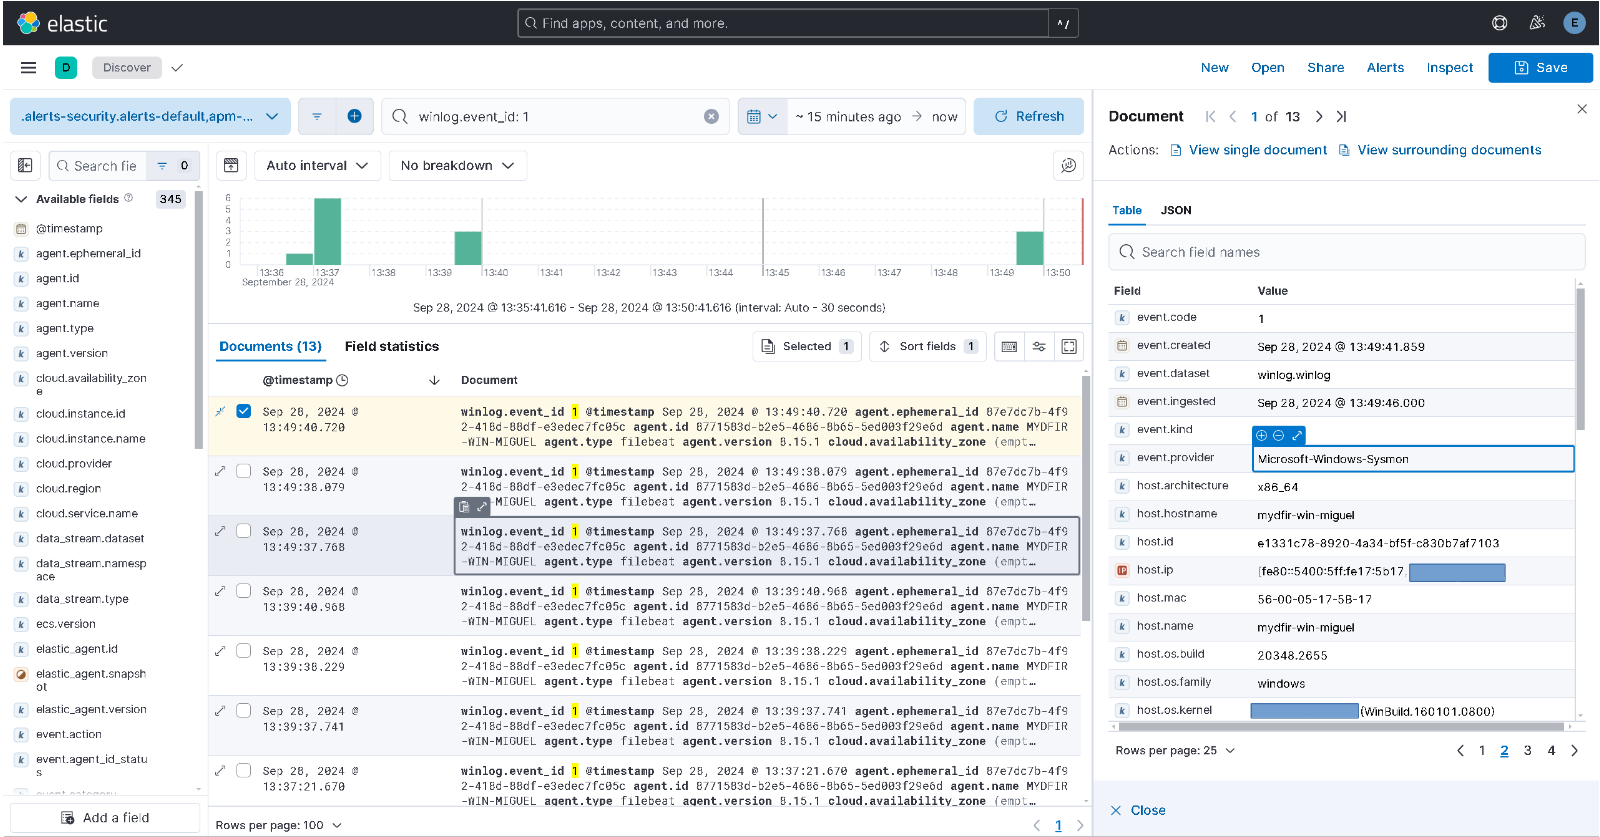 elastic
Find apps, content, and more.
^/
E
D
Discover
New
Open
Share
Alerts
Inspect
Save
.alerts-security.alerts-default,apm-...
winlog.event_id: 1
~ 15 minutes ago → now
Refresh
Search fie
0
Available fields
345
@timestamp
agent.ephemeral_id
agent.id
agent.name
agent.type
agent.version
cloud.availability_zon
e
cloud.instance.id
cloud.instance.name
cloud.provider
cloud.region
cloud.service.name
data_stream.dataset
data_stream.namesp
ace
data_stream.type
ecs.version
elastic_agent.id
elastic_agent.snapsh
ot
elastic_agent.version
event.action
event.agent_id_statu
s
event.category
Add a field
Auto interval
No breakdown
6
5
4
3
2
1
0
13:36 13:37 13:38 13:39 13:40 13:41 13:42 13:43 13:44 13:45 13:46 13:47 13:48 13:49 13:50
September 28, 2024
Sep 28, 2024 @ 13:35:41.616 - Sep 28, 2024 @ 13:50:41.616 (interval: Auto - 30 seconds)
Documents (13)
Field statistics
Selected 1
Sort fields 1
@timestamp
Document
Sep 28, 2024 @
13:49:40.720
winlog.event_id 1 @timestamp Sep 28, 2024 @ 13:49:40.720 agent.ephemeral_id 87e7dc7b-4f9
2-418d-88df-e3edec7fc05c agent.id 8771583d-b2e5-4686-8b65-5ed003f29e6d agent.name MYDFIR
-WIN-MIGUEL agent.type filebeat agent.version 8.15.1 cloud.availability_zone (empt…
Sep 28, 2024 @
13:49:38.079
winlog.event_id 1 @timestamp Sep 28, 2024 @ 13:49:38.079 agent.ephemeral_id 87e7dc7b-4f9
2-418d-88df-e3edec7fc05c agent.id 8771583d-b2e5-4686-8b65-5ed003f29e6d agent.name MYDFIR
-WIN-MIGUEL agent.type filebeat agent.version 8.15.1 cloud.availability_zone (empt…
Sep 28, 2024 @
13:49:37.768
winlog.event_id 1 @timestamp Sep 28, 2024 @ 13:49:37.768 agent.ephemeral_id 87e7dc7b-4f9
2-418d-88df-e3edec7fc05c agent.id 8771583d-b2e5-4686-8b65-5ed003f29e6d agent.name MYDFIR
-WIN-MIGUEL agent.type filebeat agent.version 8.15.1 cloud.availability_zone (empt…
Sep 28, 2024 @
13:39:40.968
winlog.event_id 1 @timestamp Sep 28, 2024 @ 13:39:40.968 agent.ephemeral_id 87e7dc7b-4f9
2-418d-88df-e3edec7fc05c agent.id 8771583d-b2e5-4686-8b65-5ed003f29e6d agent.name MYDFIR
-WIN-MIGUEL agent.type filebeat agent.version 8.15.1 cloud.availability_zone (empt…
Sep 28, 2024 @
13:39:38.229
winlog.event_id 1 @timestamp Sep 28, 2024 @ 13:39:38.229 agent.ephemeral_id 87e7dc7b-4f9
2-418d-88df-e3edec7fc05c agent.id 8771583d-b2e5-4686-8b65-5ed003f29e6d agent.name MYDFIR
-WIN-MIGUEL agent.type filebeat agent.version 8.15.1 cloud.availability_zone (empt…
Sep 28, 2024 @
13:39:37.741
winlog.event_id 1 @timestamp Sep 28, 2024 @ 13:39:37.741 agent.ephemeral_id 87e7dc7b-4f9
2-418d-88df-e3edec7fc05c agent.id 8771583d-b2e5-4686-8b65-5ed003f29e6d agent.name MYDFIR
-WIN-MIGUEL agent.type filebeat agent.version 8.15.1 cloud.availability_zone (empt…
Sep 28, 2024 @
13:37:21.670
winlog.event_id 1 @timestamp Sep 28, 2024 @ 13:37:21.670 agent.ephemeral_id 87e7dc7b-4f9
2-418d-88df-e3edec7fc05c agent.id 8771583d-b2e5-4686-8b65-5ed003f29e6d agent.name MYDFIR
-WIN-MIGUEL agent.type filebeat agent.version 8.15.1 cloud.availability_zone (empt…
Rows per page: 100
1
Document
1 of 13
Actions:
View single document
View surrounding documents
Table
JSON
Search field names
Field Value
event.code 1
event.created Sep 28, 2024 @ 13:49:41.859
event.dataset winlog.winlog
event.ingested Sep 28, 2024 @ 13:49:46.000
event.kind
event.provider Microsoft-Windows-Sysmon
host.architecture x86_64
host.hostname mydfir-win-miguel
host.id e1331c78-8920-4a34-bf5f-c830b7af7103
host.ip [fe80::5400:5ff:fe17:5b17,
host.mac 56-00-05-17-5B-17
host.name mydfir-win-miguel
host.os.build 20348.2655
host.os.family windows
host.os.kernel (WinBuild.160101.0800)
Rows per page: 25
1 2 3 4
Close